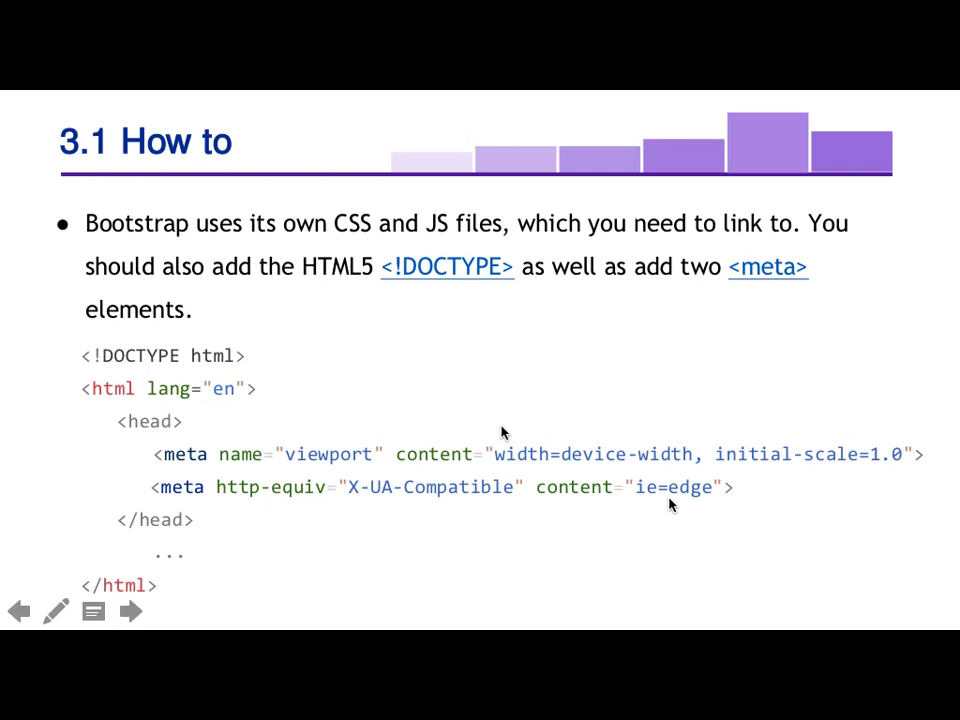 3.1 How to
● Bootstrap uses its own CSS and JS files, which you need to link to. You
should also add the HTML5 <!DOCTYPE> as well as add two <meta>
elements.
<!DOCTYPE html>
<html lang="en">
<head>
<meta name="viewport" content="width=device-width, initial-scale=1.0">
<meta http-equiv="X-UA-Compatible" content="ie=edge">
</head>
...
</html>